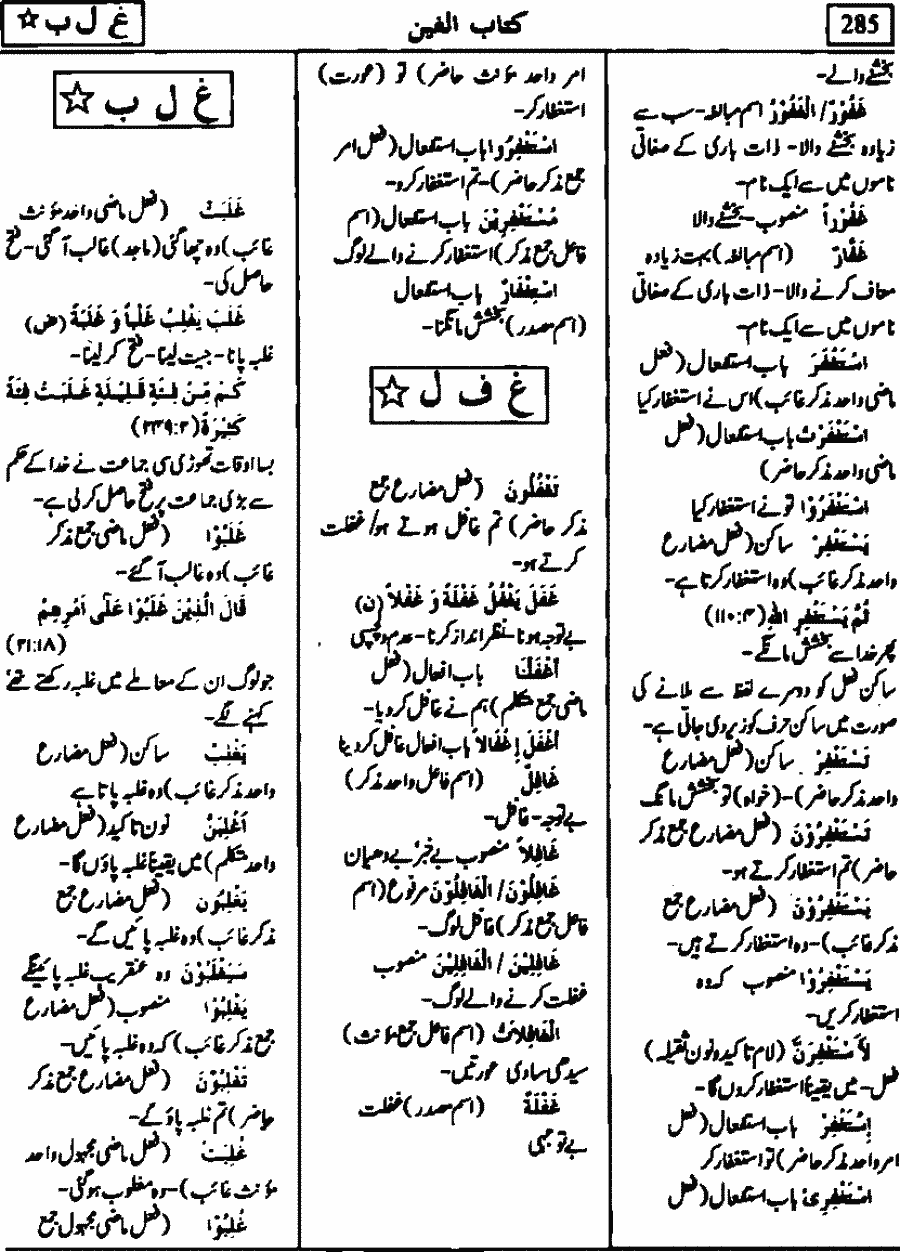 غ ل ب ☆
کتاب الغین
285
بخشنے والے۔
غَفُوْرٌ/ الْغَفُوْرُ اسم مبالغہ۔ سب سے
زیادہ بخشنے والا۔ ذات باری کے صفاتی
ناموں میں سے ایک نام۔
غَفُوْراً منصوب۔ بخشنے والا
غَفَّارٌ (اسم مبالغہ) بہت زیادہ
معاف کرنے والا۔ ذات باری کے صفاتی
ناموں میں سے ایک نام۔
اسْتَغْفَرَ باب استفعال (فعل
ماضی واحد مذکر غائب) اس نے استغفار کیا
اسْتَغْفَرْتَ باب استفعال (فعل
ماضی واحد مذکر حاضر)
اسْتَغْفَرُوْا تو نے استغفار کیا
یَسْتَغْفِرْ ساکن (فعل مضارع
واحد مذکر غائب) وہ استغفار کرتا ہے۔
ثُمَّ یَسْتَغْفِرِ اللهَ (۴:۱۱۰)
پھر خدا سے بخشش مانگے۔
ساکن فعل کو دوسرے لفظ سے ملانے کی
صورت میں ساکن حرف کو زیر دی جاتی ہے۔
تَسْتَغْفِرْ ساکن (فعل مضارع
واحد مذکر حاضر)۔ (خواہ) تو بخشش مانگ
تَسْتَغْفِرُوْنَ (فعل مضارع جمع مذکر
حاضر) تم استغفار کرتے ہو۔
یَسْتَغْفِرُوْنَ (فعل مضارع جمع
مذکر غائب)۔ وہ استغفار کرتے ہیں۔
یَسْتَغْفِرُوْا منصوب کہ وہ
استغفار کریں۔
لَأَسْتَغْفِرَنَّ (لام تاکید و نون ثقیلہ)
فعل۔ میں یقیناً استغفار کروں گا۔
اِسْتَغْفِرْ باب استفعال (فعل
امر واحد مذکر حاضر) تو استغفار کر
اسْتَغْفِرِیْ باب استفعال (فعل
امر واحد مؤنث حاضر) تو (عورت)
استغفار کر۔
اسْتَغْفِرُوْا باب استفعال (فعل امر
جمع مذکر حاضر)۔ تم استغفار کرو۔
مُسْتَغْفِرِیْنَ باب استفعال (اسم
فاعل جمع مذکر) استغفار کرنے والے لوگ
اسْتِغْفَارٌ باب استفعال
(اسم مصدر) بخشش مانگنا۔
غ ف ل ☆
تَغْفُلُونَ (فعل مضارع جمع
مذکر حاضر) تم غافل ہوتے ہو/ غفلت
کرتے ہو۔
غَفَلَ یَغْفُلُ غَفْلَةً وَ غَفْلاً (ن)
بے توجہ ہونا۔ نظر انداز کرنا۔ عدم دلچسپی
أَغْفَلْنَا باب افعال (فعل
ماضی جمع متکلم) ہم نے غافل کر دیا۔
أَغْفَلَ إِغْفَالاً باب افعال غافل کر دینا
غَافِلٌ (اسم فاعل واحد مذکر)
بے توجہ۔ غافل۔
غَافِلاً منصوب بے خبر بے دھیان
غَافِلُوْنَ/ الْغَافِلُوْنَ مرفوع (اسم
فاعل جمع مذکر) غافل لوگ۔
غَافِلِیْنَ / الْغَافِلِیْنَ منصوب
غفلت کرنے والے لوگ۔
الْغَافِلَاتُ (اسم فاعل جمع مؤنث)
سیدھی سادی عورتیں۔
غَفْلَةٌ (اسم مصدر) غفلت
بے توجہی
غ ل ب ☆
غَلَبَتْ (فعل ماضی واحد مؤنث
غائب) وہ چھا گئی (ماجد) غالب آ گئی۔ فتح
حاصل کی۔
غَلَبَ یَغْلِبُ غَلْباً وَ غَلَبَةً (ض)
غلبہ پانا۔ جیت لینا۔ فتح کر لینا۔
کَمْ مِّنْ فِئَةٍ قَلِیْلَةٍ غَلَبَتْ فِئَةً
کَثِیْرَةً (۲:۲۴۹)
بسا اوقات تھوڑی سی جماعت نے خدا کے حکم
سے بڑی جماعت پر فتح حاصل کر لی ہے۔
غَلَبُوْا (فعل ماضی جمع مذکر
غائب) وہ غالب آ گئے۔
قَالَ الَّذِیْنَ غَلَبُوْا عَلٰی اَمْرِهِمْ
(۲۱:۱۸)
جو لوگ ان کے معاملے میں غلبہ رکھتے تھے
کہنے لگے۔
یَغْلِبْ ساکن (فعل مضارع
واحد مذکر غائب) وہ غلبہ پاتا ہے
اَغْلِبَنَّ نون تاکید (فعل مضارع
واحد متکلم) میں یقیناً غلبہ پاؤں گا۔
یَغْلِبُونَ (فعل مضارع جمع
مذکر غائب) وہ غلبہ پائیں گے۔
سَیَغْلِبُوْنَ وہ عنقریب غلبہ پائینگے
یَغْلِبُوْا منصوب (فعل مضارع
جمع مذکر غائب) کہ وہ غلبہ پائیں۔
تَغْلِبُوْنَ (فعل مضارع جمع مذکر
حاضر) تم غلبہ پاؤ گے۔
غُلِبَتْ (فعل ماضی مجہول واحد
مؤنث غائب)۔ وہ مغلوب ہو گئی۔
غُلِبُوْا (فعل ماضی مجہول جمع